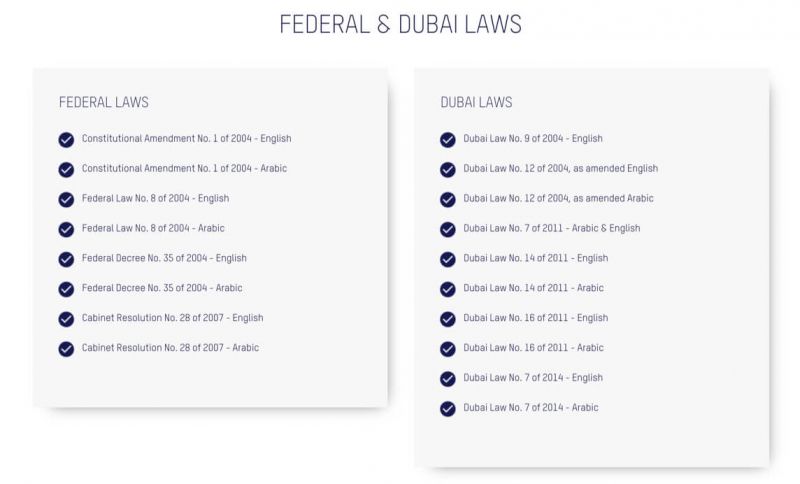 FEDERAL & DUBAI LAWS
FEDERAL LAWS
Constitutional Amendment No. 1 of 2004 - English
Constitutional Amendment No. 1 of 2004 - Arabic
Federal Law No. 8 of 2004 - English
Federal Law No. 8 of 2004 - Arabic
Federal Decree No. 35 of 2004 - English
Federal Decree No. 35 of 2004 - Arabic
Cabinet Resolution No. 28 of 2007 - English
Cabinet Resolution No. 28 of 2007 - Arabic
DUBAI LAWS
Dubai Law No. 9 of 2004 - English
Dubai Law No. 12 of 2004, as amended English
Dubai Law No. 12 of 2004, as amended Arabic
Dubai Law No. 7 of 2011 - Arabic & English
Dubai Law No. 14 of 2011 - English
Dubai Law No. 14 of 2011 - Arabic
Dubai Law No. 16 of 2011 - English
Dubai Law No. 16 of 2011 - Arabic
Dubai Law No. 7 of 2014 - English
Dubai Law No. 7 of 2014 - Arabic